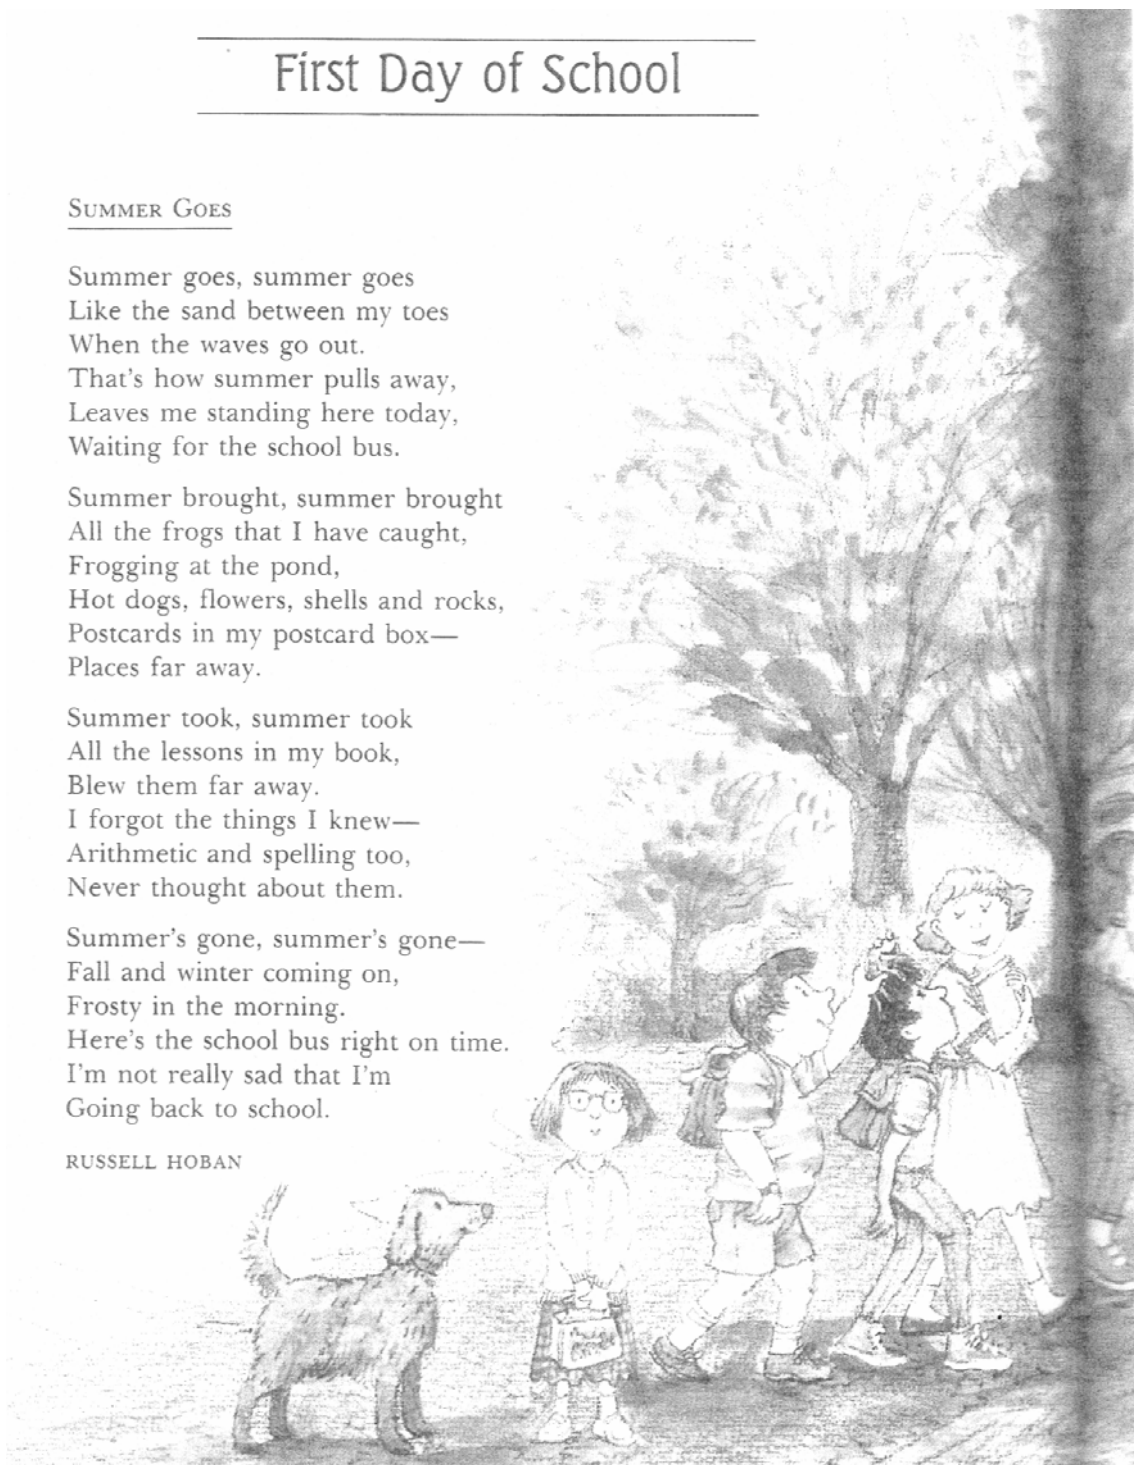 First Day of School
SUMMER GOES
Summer goes, summer goes
Like the sand between my toes
When the waves go out.
That's how summer pulls away,
Leaves me standing here today,
Waiting for the school bus.
Summer brought, summer brought
All the frogs that I have caught,
Frogging at the pond,
Hot dogs, flowers, shells and rocks,
Postcards in my postcard box—
Places far away.
Summer took, summer took
All the lessons in my book,
Blew them far away.
I forgot the things I knew—
Arithmetic and spelling too,
Never thought about them.
Summer's gone, summer's gone—
Fall and winter coming on,
Frosty in the morning.
Here's the school bus right on time.
I'm not really sad that I'm
Going back to school.
RUSSELL HOBAN